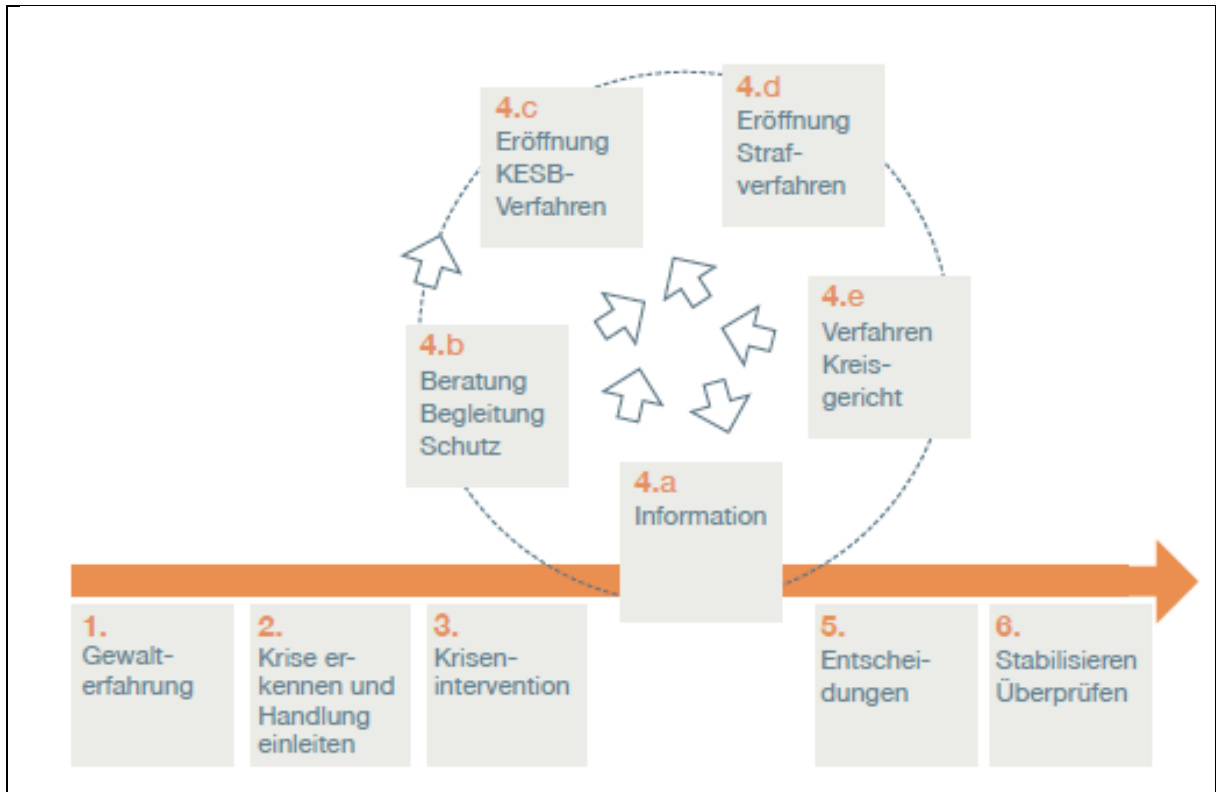 4.c
Eröffnung
KESB-
Verfahren
4.d
Eröffnung
Straf-
verfahren
4.b
Beratung
Begleitung
Schutz
4.e
Verfahren
Kreis-
gericht
4.a
Information
1.
Gewalt-
erfahrung
2.
Krise er-
kennen und
Handlung
einleiten
3.
Krisen-
intervention
5.
Entschei-
dungen
6.
Stabilisieren
Überprüfen